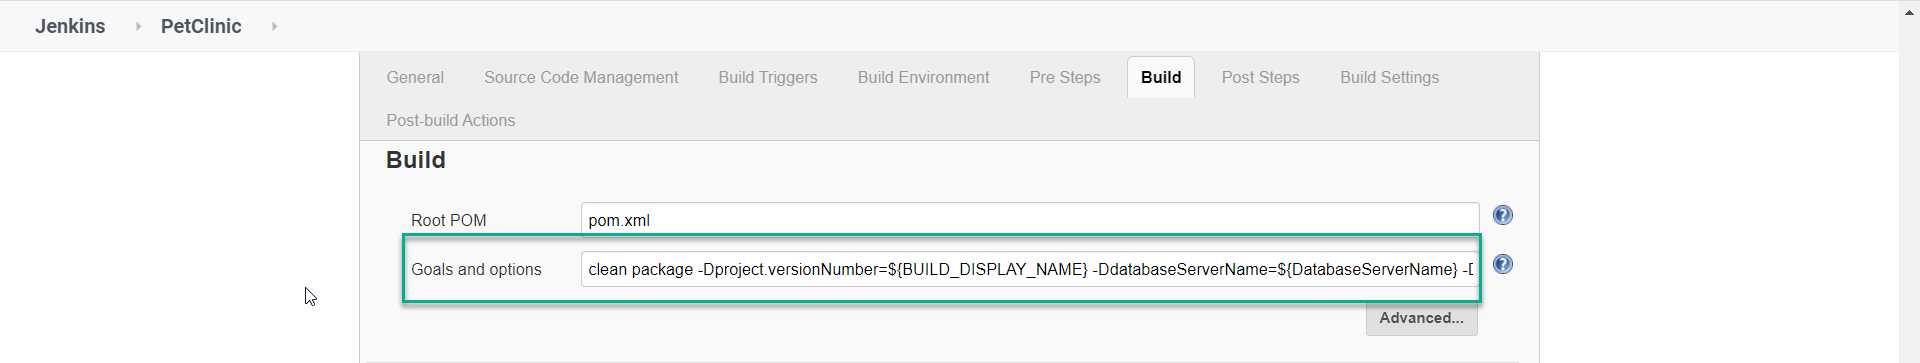 Jenkins PetClinic
General Source Code Management Build Triggers Build Environment Pre Steps Build Post Steps Build Settings
Post-build Actions
Build
Root POM pom.xml ?
Goals and options clean package -Dproject.versionNumber=${BUILD_DISPLAY_NAME} -DdatabaseServerName=${DatabaseServerName} -D ?
Advanced...